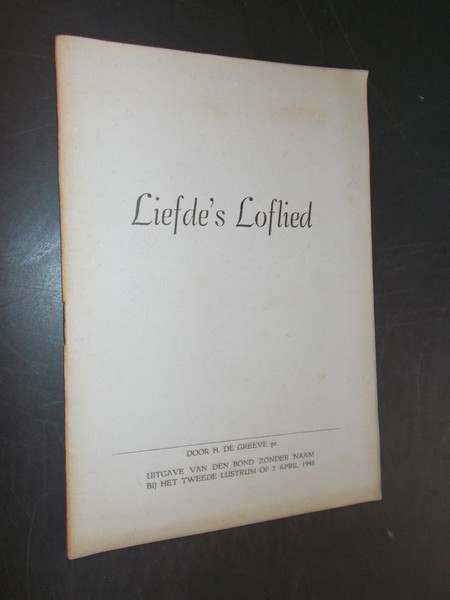 Liefde's Loflied
DOOR H. DE GREEVE pr.
UITGAVE VAN DEN BOND ZONDER NAAM
BIJ HET TWEEDE LUSTRUM OP 2 APRIL 1948